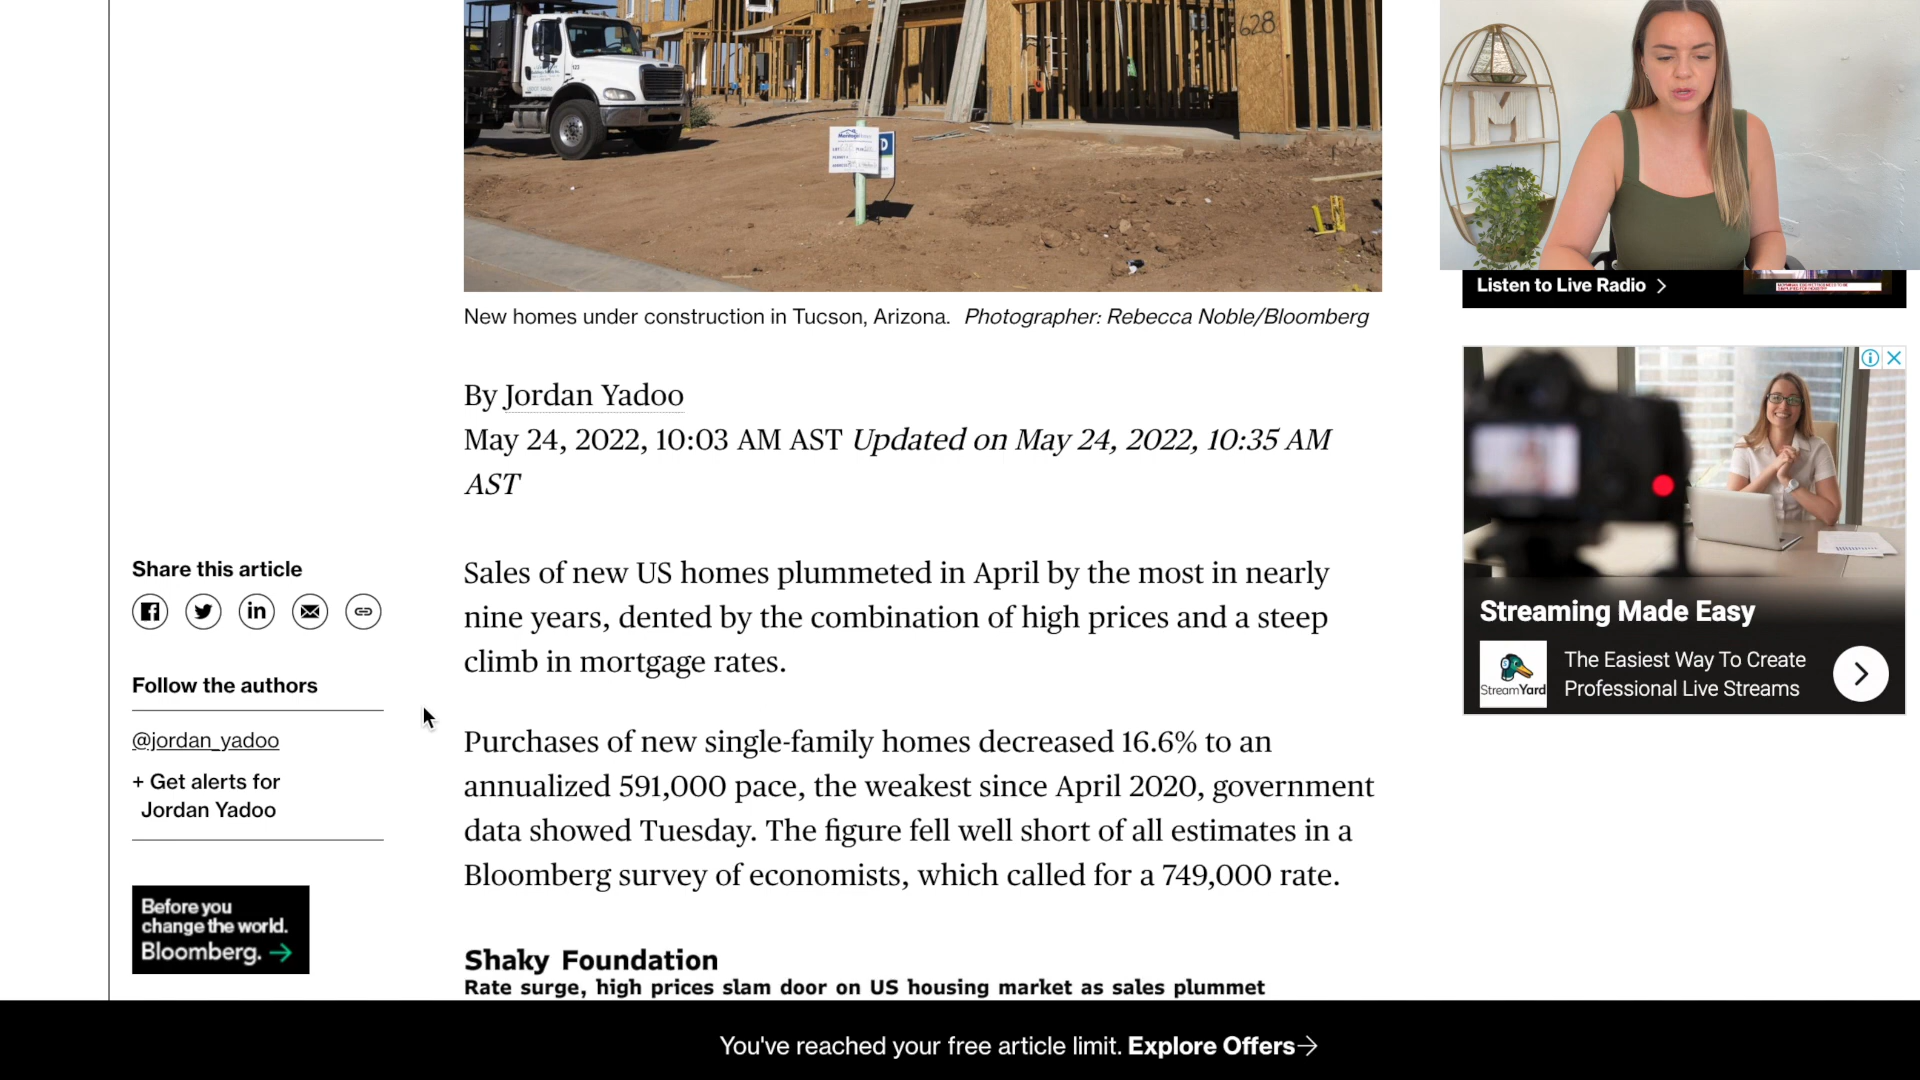 628
D
New homes under construction in Tucson, Arizona. Photographer: Rebecca Noble/Bloomberg
By Jordan Yadoo
May 24, 2022, 10:03 AM AST Updated on May 24, 2022, 10:35 AM
AST
Share this article
Follow the authors
@jordan_yadoo
+ Get alerts for
Jordan Yadoo
Before you
change the world.
Bloomberg. →
Sales of new US homes plummeted in April by the most in nearly
nine years, dented by the combination of high prices and a steep
climb in mortgage rates.
Purchases of new single-family homes decreased 16.6% to an
annualized 591,000 pace, the weakest since April 2020, government
data showed Tuesday. The figure fell well short of all estimates in a
Bloomberg survey of economists, which called for a 749,000 rate.
Shaky Foundation
Rate surge, high prices slam door on US housing market as sales plummet
Listen to Live Radio >
Streaming Made Easy
StreamYard
The Easiest Way To Create
Professional Live Streams
You've reached your free article limit. Explore Offers→